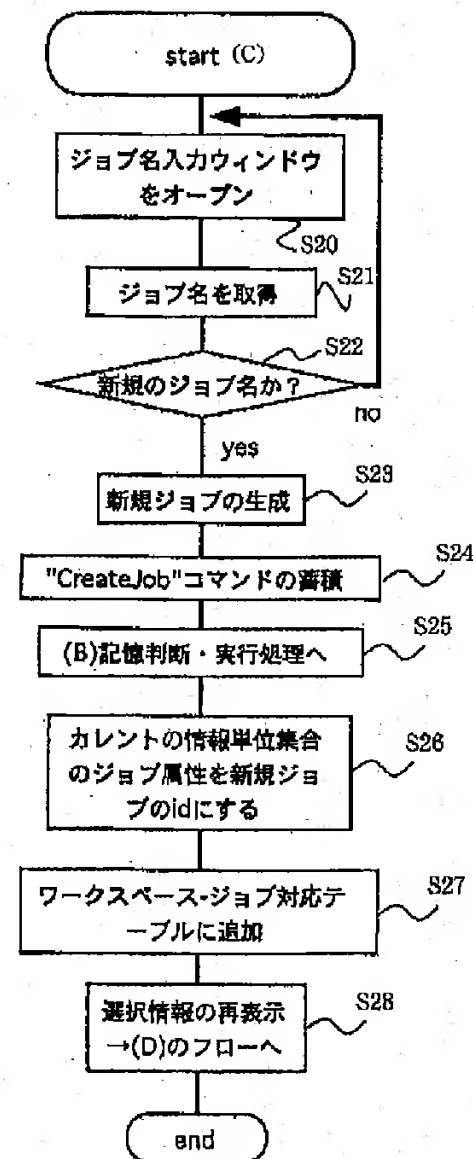 start (C)
ジョブ名入力ウィンドウ
をオープン
S20
ジョブ名を取得
S21
S22
新規のジョブ名か？
no
yes
新規ジョブの生成
S23
"CreateJob"コマンドの蓄積
S24
(B)記憶判断・実行処理へ
S25
カレントの情報単位集合
のジョブ属性を新規ジョ
ブのidにする
S26
ワークスペース-ジョブ対応テ
ーブルに追加
S27
選択情報の再表示
→(D)のフローへ
S28
end